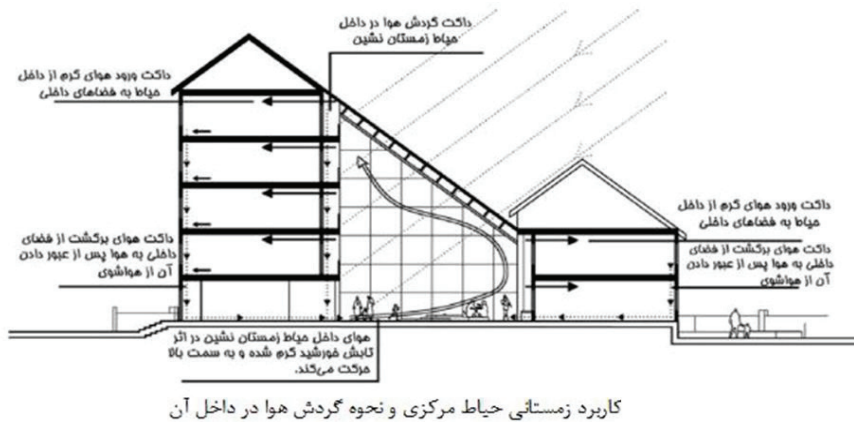 داکت گردش هوا در داخل
حیاط زمستان نشین
داکت ورود هوای گرم از داخل
حیاط به فضاهای داخلی
داکت ورود هوای گرم از داخل
حیاط به فضاهای داخلی
داکت هوای برگشت از فضای
داخلی به هوا پس از عبور دادن
آن از هواشوی
داکت هوای برگشت از فضای
داخلی به هوا پس از عبور دادن
آن از هواشوی
هوای داخل حیاط زمستان نشین در اثر
تابش خورشید گرم شده و به سمت بالا
حرکت می‌کند.
کاربرد زمستانی حیاط مرکزی و نحوه گردش هوا در داخل آن